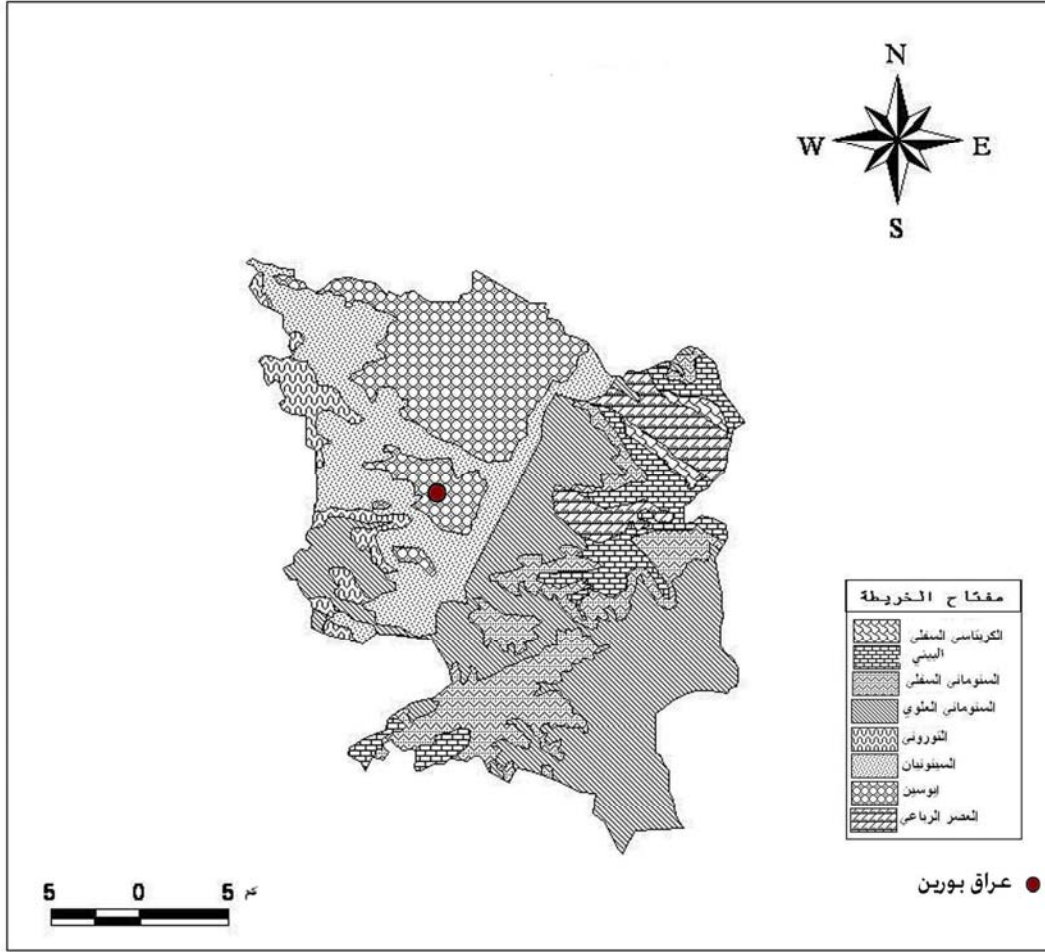 N
W E
S
مفتاح الخريطة
الكريتاسي السفلي
البيني
السنوماني السفلي
السنوماني العلوي
التوروني
السينونيان
ايوسين
العصر الرباعي
عراق بورين
5 0 5 كم